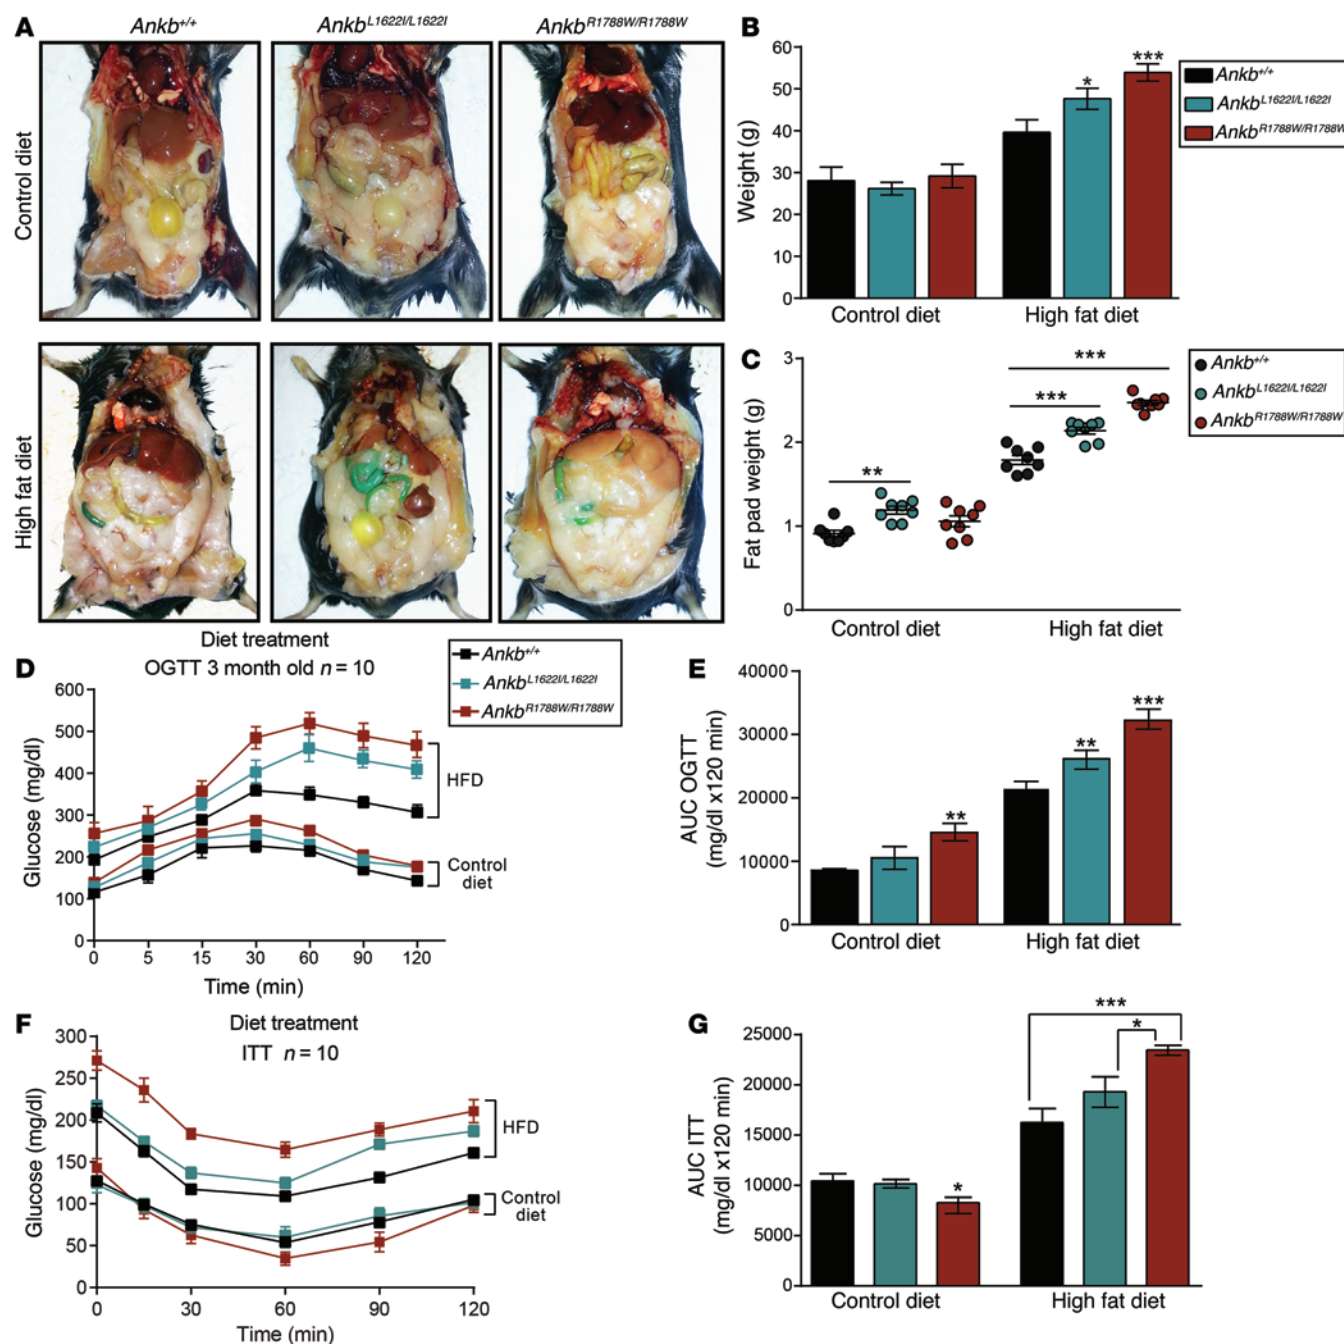 A
Ankb+/+
AnkbL1622I/L1622I
AnkbR1788W/R1788W
Control diet
High fat diet
B
Weight (g)
60
50
40
30
20
10
0
*
***
Control diet
High fat diet
Ankb+/+
AnkbL1622I/L1622I
AnkbR1788W/R1788W
C
Fat pad weight (g)
3
2
1
0
**
***
***
Control diet
High fat diet
Ankb+/+
AnkbL1622I/L1622I
AnkbR1788W/R1788W
Diet treatment
D
OGTT 3 month old n = 10
Ankb+/+
AnkbL1622I/L1622I
AnkbR1788W/R1788W
Glucose (mg/dl)
600
500
400
300
200
100
0
HFD
Control
diet
0 5 15 30 60 90 120
Time (min)
E
AUC OGTT
(mg/dl x120 min)
40000
30000
20000
10000
0
**
**
***
Control diet
High fat diet
F
Diet treatment
ITT n = 10
Glucose (mg/dl)
300
250
200
150
100
50
0
HFD
Control
diet
0 30 60 90 120
Time (min)
G
AUC ITT
(mg/dl x120 min)
25000
20000
15000
10000
5000
0
*
***
*
Control diet
High fat diet